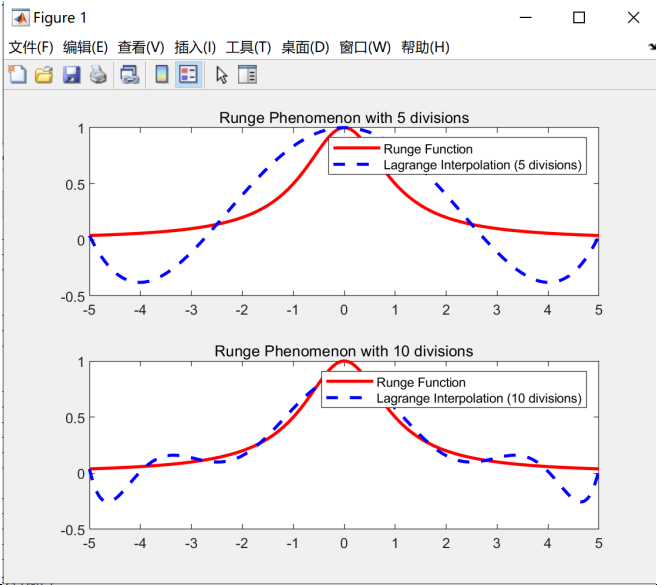 Figure 1
文件(F) 编辑(E) 查看(V) 插入(I) 工具(T) 桌面(D) 窗口(W) 帮助(H)
Runge Phenomenon with 5 divisions
1
0.5
0
-0.5
Runge Function
Lagrange Interpolation (5 divisions)
-5 -4 -3 -2 -1 0 1 2 3 4 5
Runge Phenomenon with 10 divisions
1
0.5
0
-0.5
Runge Function
Lagrange Interpolation (10 divisions)
-5 -4 -3 -2 -1 0 1 2 3 4 5